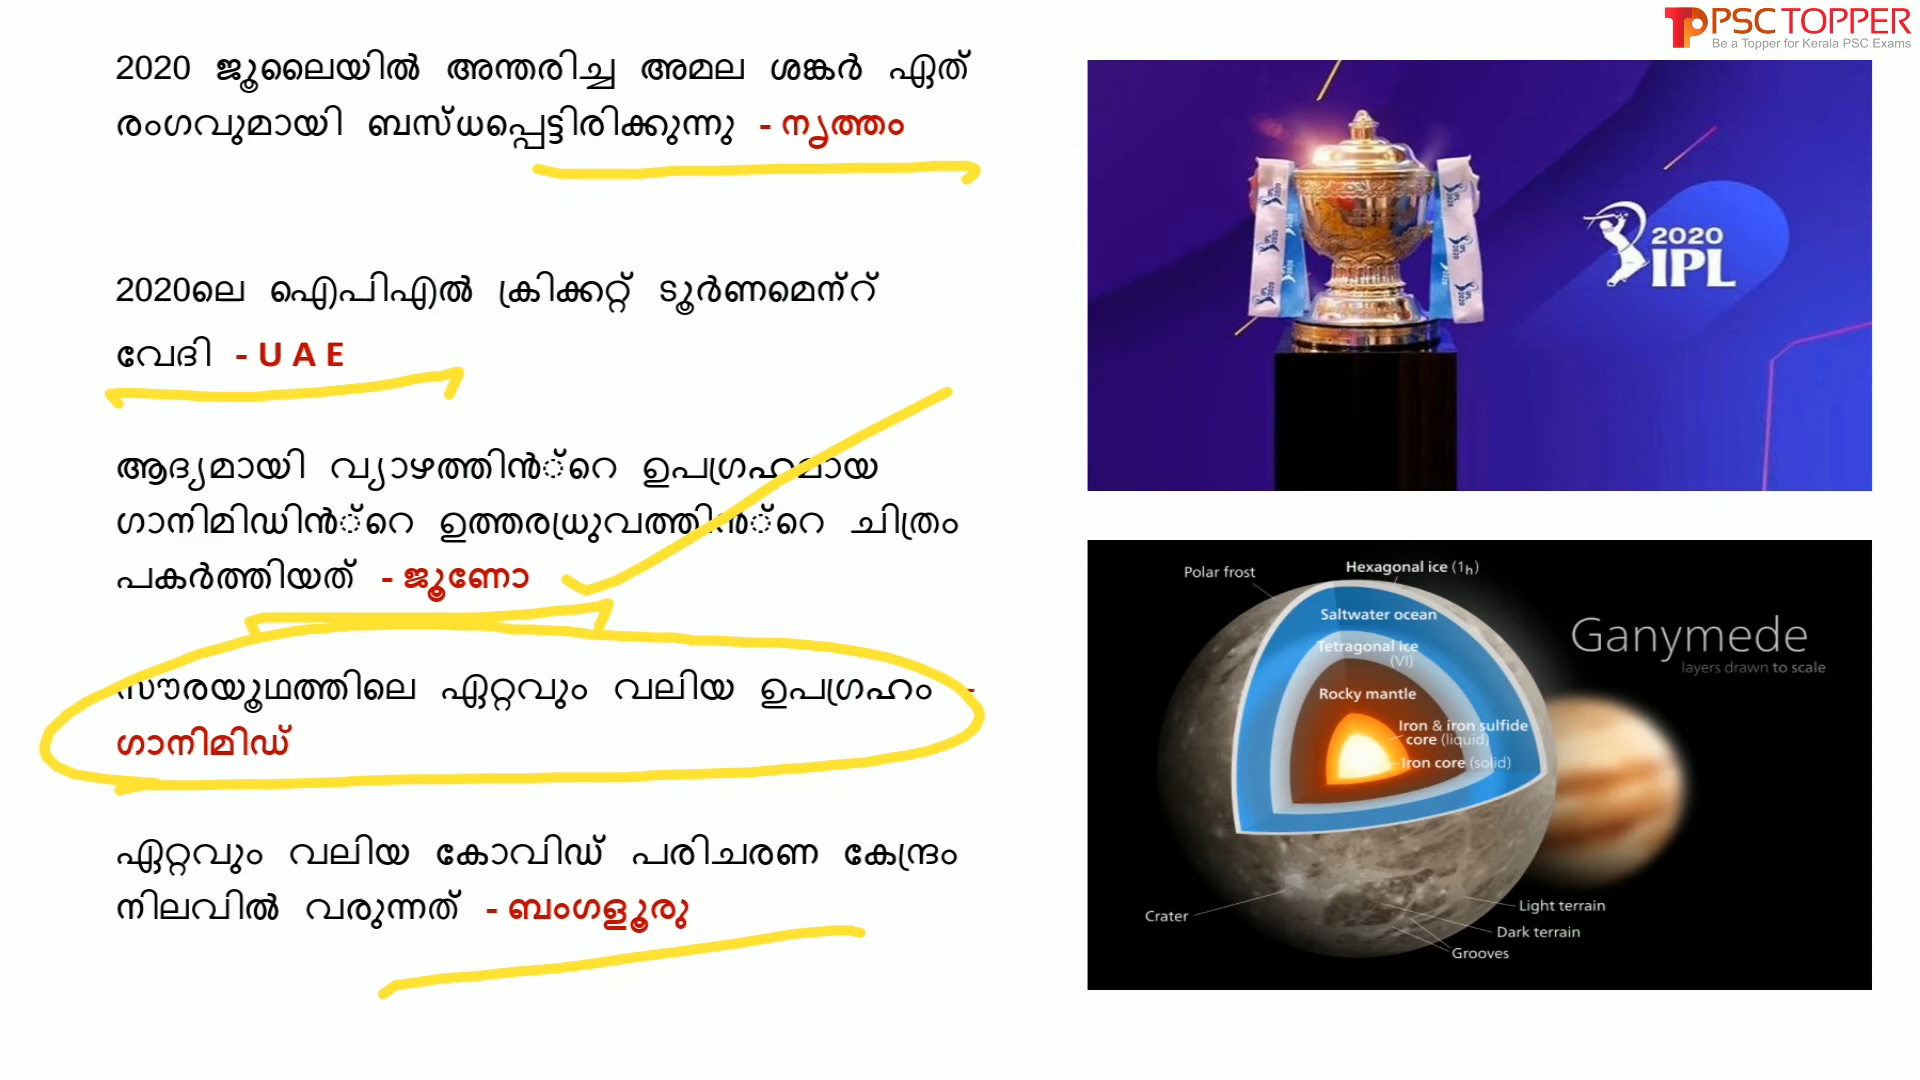 PSC TOPPER
Be a Topper for Kerala PSC Exams
2020 ജൂലൈയിൽ അന്തരിച്ച അമല ശങ്കർ ഏത്
രംഗവുമായി ബസ്ധപ്പെട്ടിരിക്കുന്നു - നൃത്തം
2020ലെ ഐപിഎൽ ക്രിക്കറ്റ് ടൂർണമെന്റ്
വേദി - U A E
ആദ്യമായി വ്യാഴത്തിൻ്റെ ഉപഗ്രഹമായ
ഗാനിമിഡിൻ്റെ ഉത്തരധ്രുവത്തിൻ്റെ ചിത്രം
പകർത്തിയത് - ജൂണോ
സൗരയൂഥത്തിലെ ഏറ്റവും വലിയ ഉപഗ്രഹം -
ഗാനിമിഡ്
ഏറ്റവും വലിയ കോവിഡ് പരിചരണ കേന്ദ്രം
നിലവിൽ വരുന്നത് - ബംഗളൂരു
2020
IPL
Polar frost
Hexagonal ice (1h)
Saltwater ocean
Tetragonal Ice
(VI)
Rocky mantle
Iron & iron sulfide
core (liquid)
Iron core (solid)
Ganymede
layers drawn to scale
Crater
Light terrain
Dark terrain
Grooves